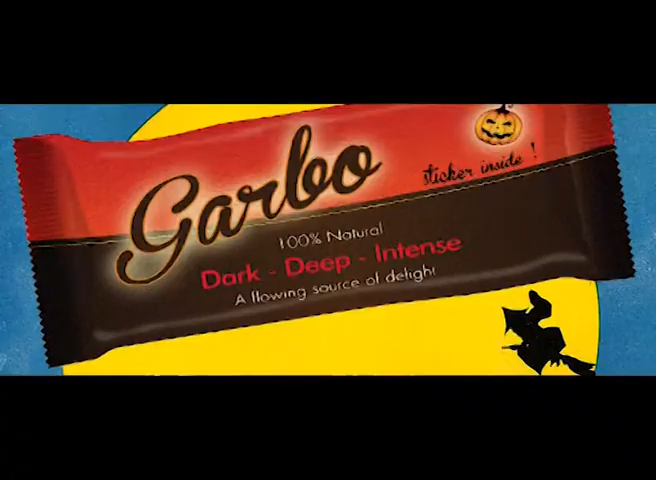 Garbo
sticker inside !
100% Natural
Dark - Deep - Intense
A flowing source of delight